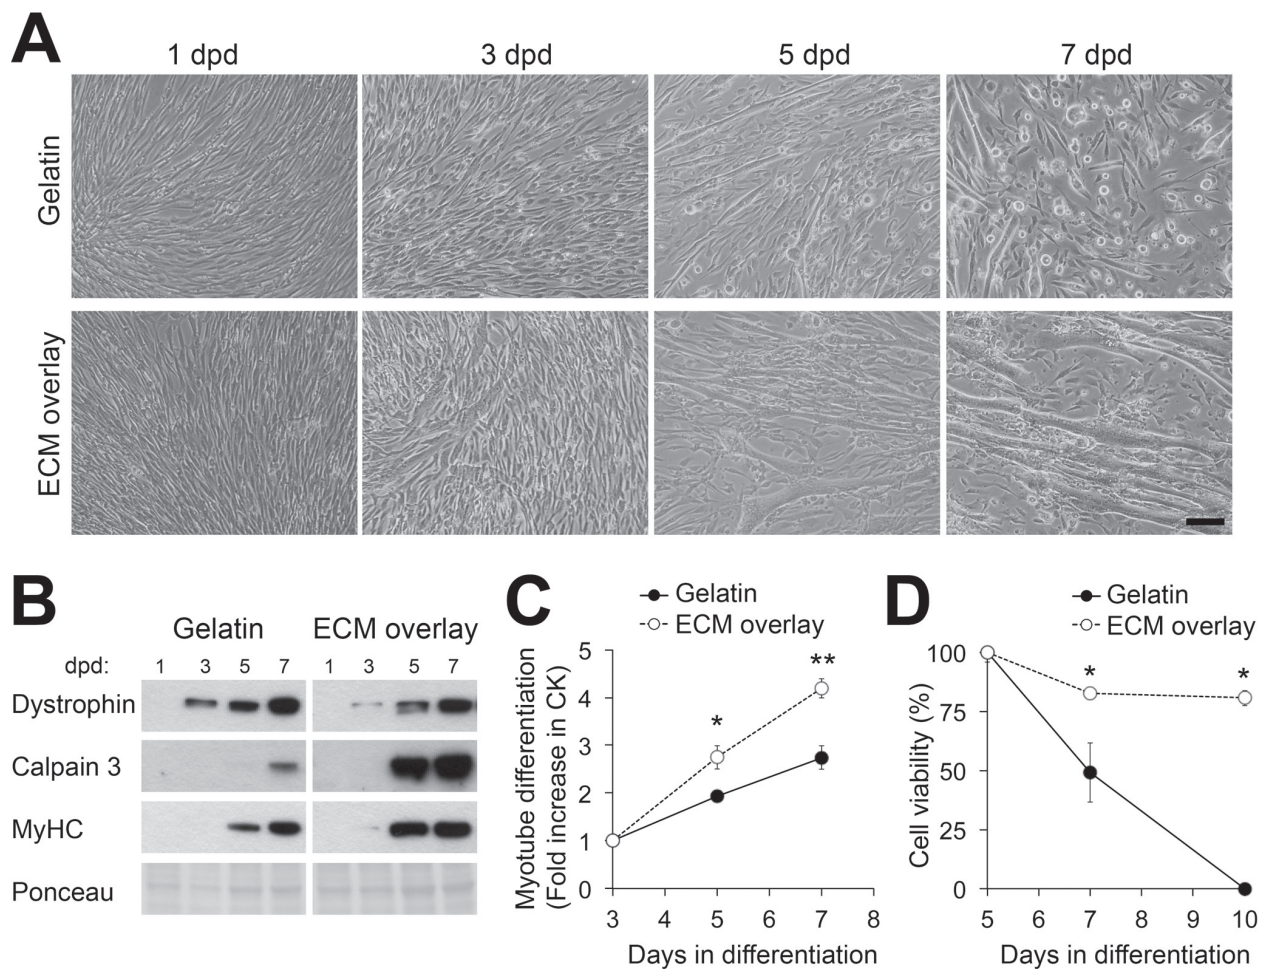 A
1 dpd 3 dpd 5 dpd 7 dpd
Gelatin
ECM overlay
B
Gelatin ECM overlay
dpd: 1 3 5 7 1 3 5 7
Dystrophin
Calpain 3
MyHC
Ponceau
C
Gelatin
ECM overlay
Myotube differentiation
(Fold increase in CK)
5
4
3
2
1
0
*
**
3 4 5 6 7 8
Days in differentiation
D
Gelatin
ECM overlay
Cell viability (%)
100
75
50
25
0
*
*
5 6 7 8 9 10
Days in differentiation